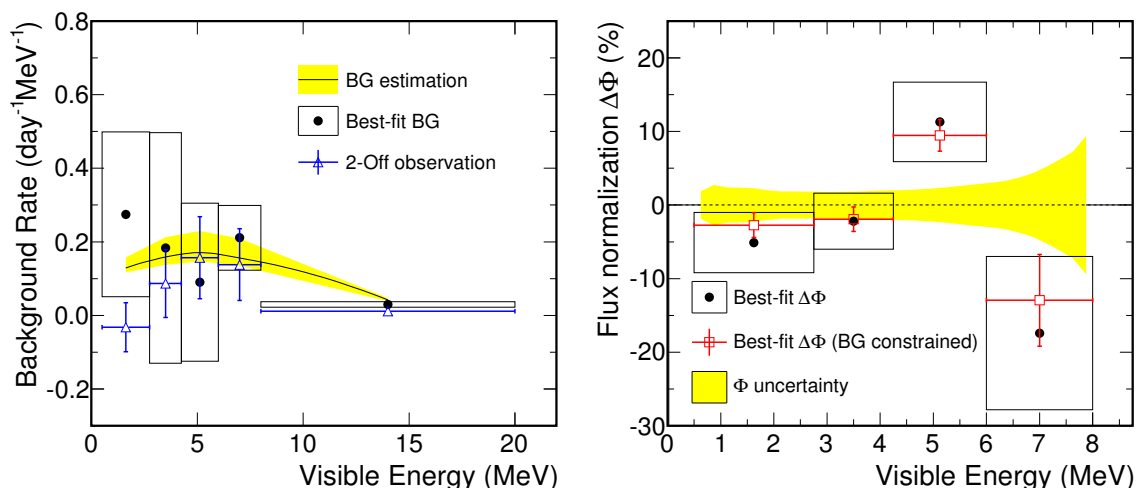 Background Rate (day⁻¹MeV⁻¹)
0.8
0.6
0.4
0.2
0.0
-0.2
BG estimation
Best-fit BG
2-Off observation
0 5 10 15 20
Visible Energy (MeV)
Flux normalization ΔΦ (%)
20
10
0
-10
-20
-30
Best-fit ΔΦ
Best-fit ΔΦ (BG constrained)
Φ uncertainty
0 1 2 3 4 5 6 7 8
Visible Energy (MeV)